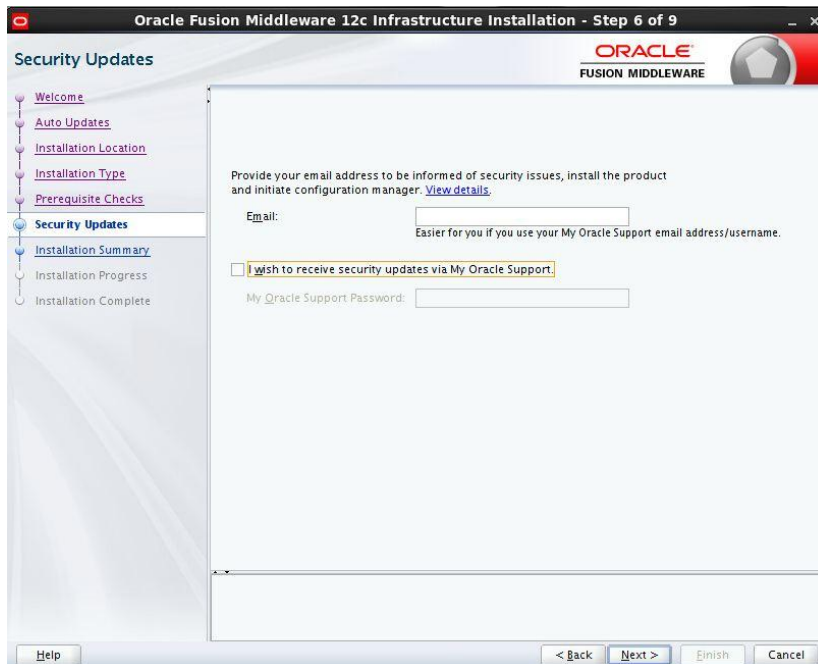 Oracle Fusion Middleware 12c Infrastructure Installation - Step 6 of 9
Security Updates
ORACLE
FUSION MIDDLEWARE
Welcome
Auto Updates
Installation Location
Installation Type
Prerequisite Checks
Security Updates
Installation Summary
Installation Progress
Installation Complete
Provide your email address to be informed of security issues, install the product
and initiate configuration manager. View details.
Email:
Easier for you if you use your My Oracle Support email address/username.
I wish to receive security updates via My Oracle Support.
My Oracle Support Password:
Help
< Back
Next >
Finish
Cancel